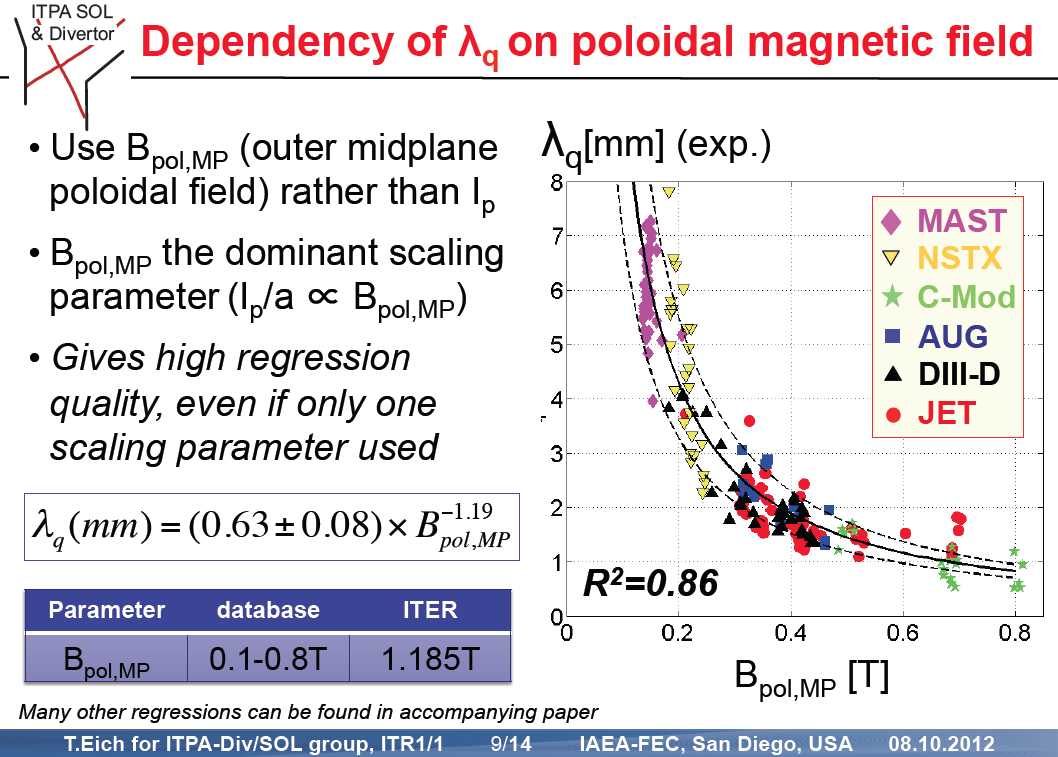 ITPA SOL
& Divertor
Dependency of λq on poloidal magnetic field
• Use Bpol,MP (outer midplane
poloidal field) rather than Ip
• Bpol,MP the dominant scaling
parameter (Ip/a ∝ Bpol,MP)
• Gives high regression
quality, even if only one
scaling parameter used
λq(mm) = (0.63±0.08)× Bpol,MP^−1.19
Parameter database ITER
Bpol,MP 0.1-0.8T 1.185T
λq[mm] (exp.)
8
7
6
5
4
3
2
1
0
MAST
NSTX
C-Mod
AUG
DIII-D
JET
R²=0.86
0 0.2 0.4 0.6 0.8
Bpol,MP [T]
Many other regressions can be found in accompanying paper
T.Eich for ITPA-Div/SOL group, ITR1/1 9/14 IAEA-FEC, San Diego, USA 08.10.2012